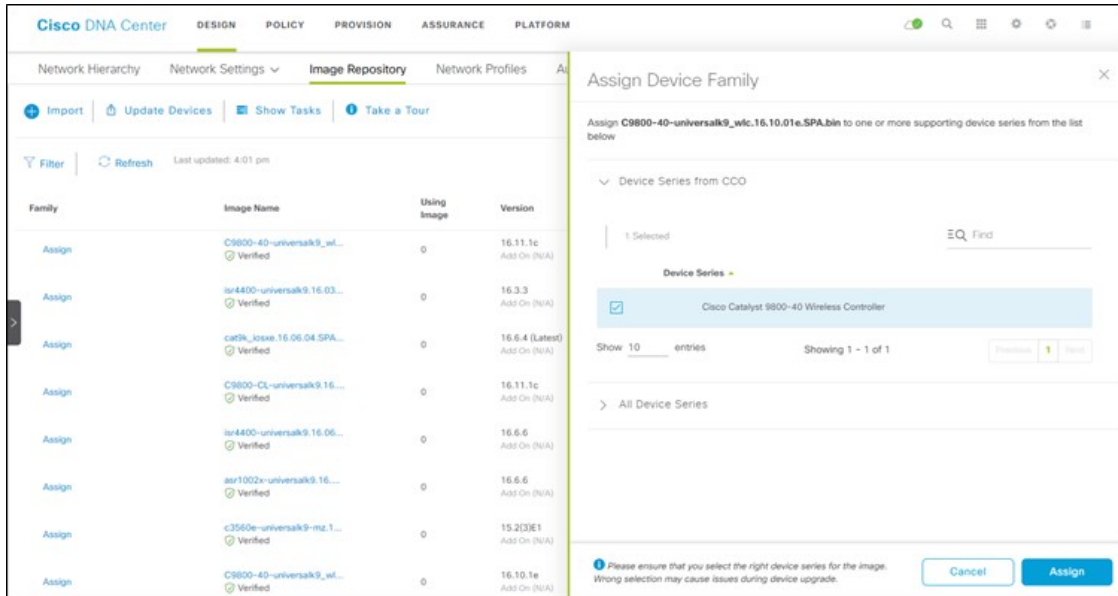 Cisco DNA Center
DESIGN POLICY PROVISION ASSURANCE PLATFORM
Network Hierarchy Network Settings Image Repository Network Profiles Au
Import Update Devices Show Tasks Take a Tour
Filter Refresh Last updated: 4:01 pm
Family Image Name Using Image Version
Assign C9800-40-universalk9_wl... 0 16.11.1c
Verified Add On (N/A)
Assign isr4400-universalk9.16.03... 0 16.3.3
Verified Add On (N/A)
Assign cat9k_iosxe.16.06.04.SPA... 0 16.6.4 (Latest)
Verified Add On (N/A)
Assign C9800-CL-universalk9.16.... 0 16.11.1c
Verified Add On (N/A)
Assign isr4400-universalk9.16.06... 0 16.6.6
Verified Add On (N/A)
Assign asr1002x-universalk9.16.... 0 16.6.6
Verified Add On (N/A)
Assign c3560e-universalk9-mz.1... 0 15.2(3)E1
Verified Add On (N/A)
Assign C9800-40-universalk9_wl... 0 16.10.1e
Verified Add On (N/A)
Assign Device Family
Assign C9800-40-universalk9_wlc.16.10.01e.SPA.bin to one or more supporting device series from the list
below
Device Series from CCO
1 Selected
Find
Device Series
Cisco Catalyst 9800-40 Wireless Controller
Show 10 entries Showing 1 - 1 of 1 Previous 1 Next
All Device Series
Please ensure that you select the right device series for the image.
Wrong selection may cause issues during device upgrade.
Cancel Assign